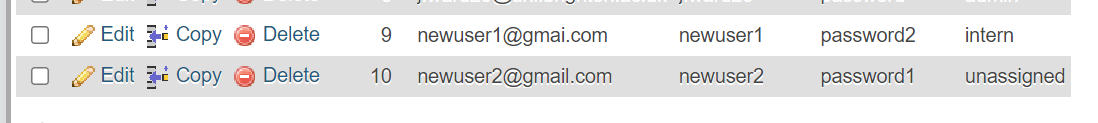 Edit Copy Delete 9 newuser1@gmai.com newuser1 password2 intern
Edit Copy Delete 10 newuser2@gmail.com newuser2 password1 unassigned